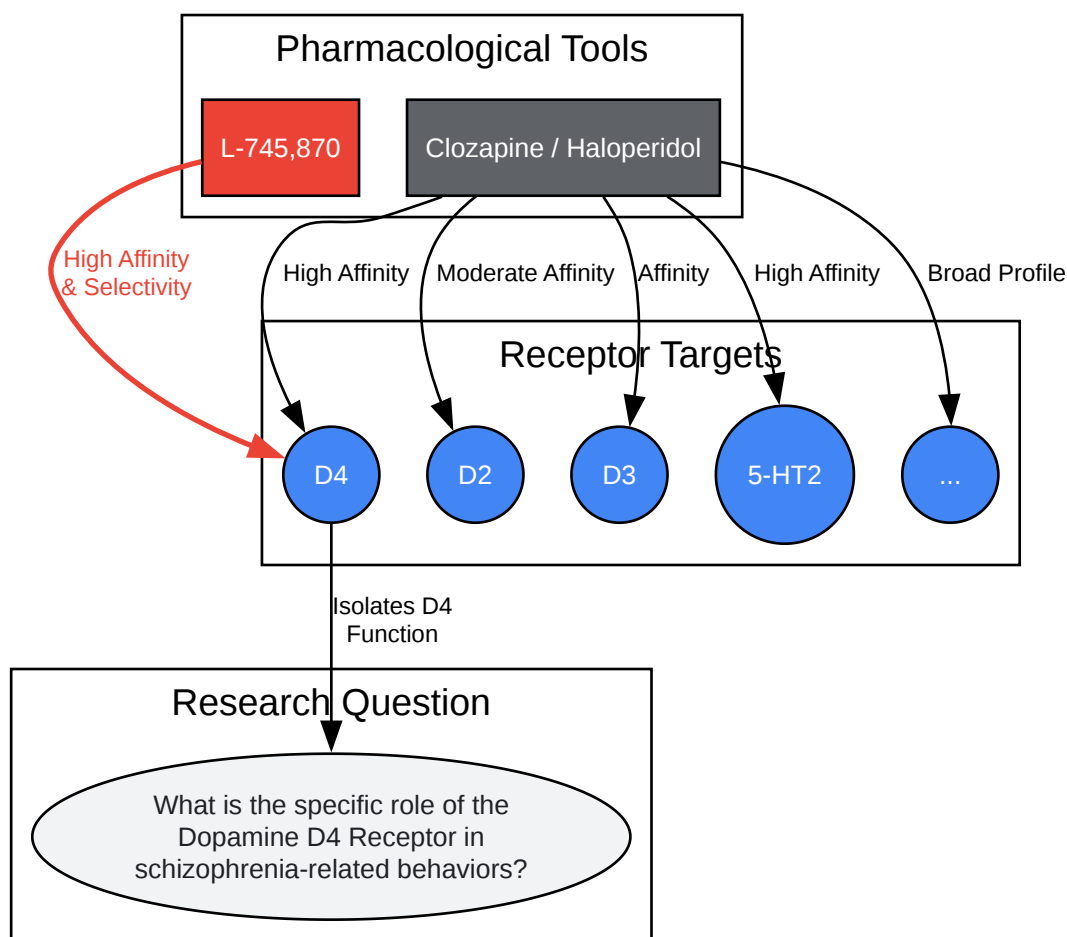 Pharmacological Tools
L-745,870
Clozapine / Haloperidol
High Affinity
& Selectivity
High Affinity
Moderate Affinity
Affinity
High Affinity
Broad Profile
Receptor Targets
D4
D2
D3
5-HT2
...
Isolates D4
Function
Research Question
What is the specific role of the
Dopamine D4 Receptor in
schizophrenia-related behaviors?